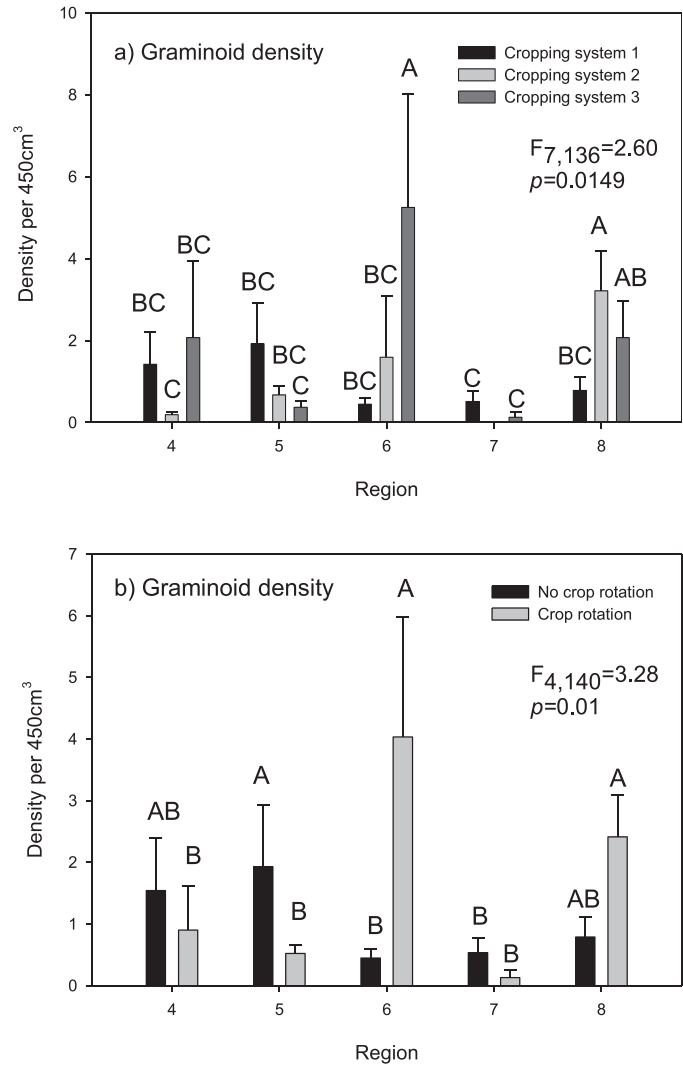 a) Graminoid density
Cropping system 1
Cropping system 2
Cropping system 3
F7,136=2.60
p=0.0149
Density per 450cm³
10
8
6
4
2
0
BC
C
BC
BC
BC
C
BC
BC
A
C
C
BC
A
AB
4
5
6
7
8
Region
b) Graminoid density
No crop rotation
Crop rotation
F4,140=3.28
p=0.01
Density per 450cm³
7
6
5
4
3
2
1
0
AB
B
A
B
B
A
B
B
AB
A
4
5
6
7
8
Region